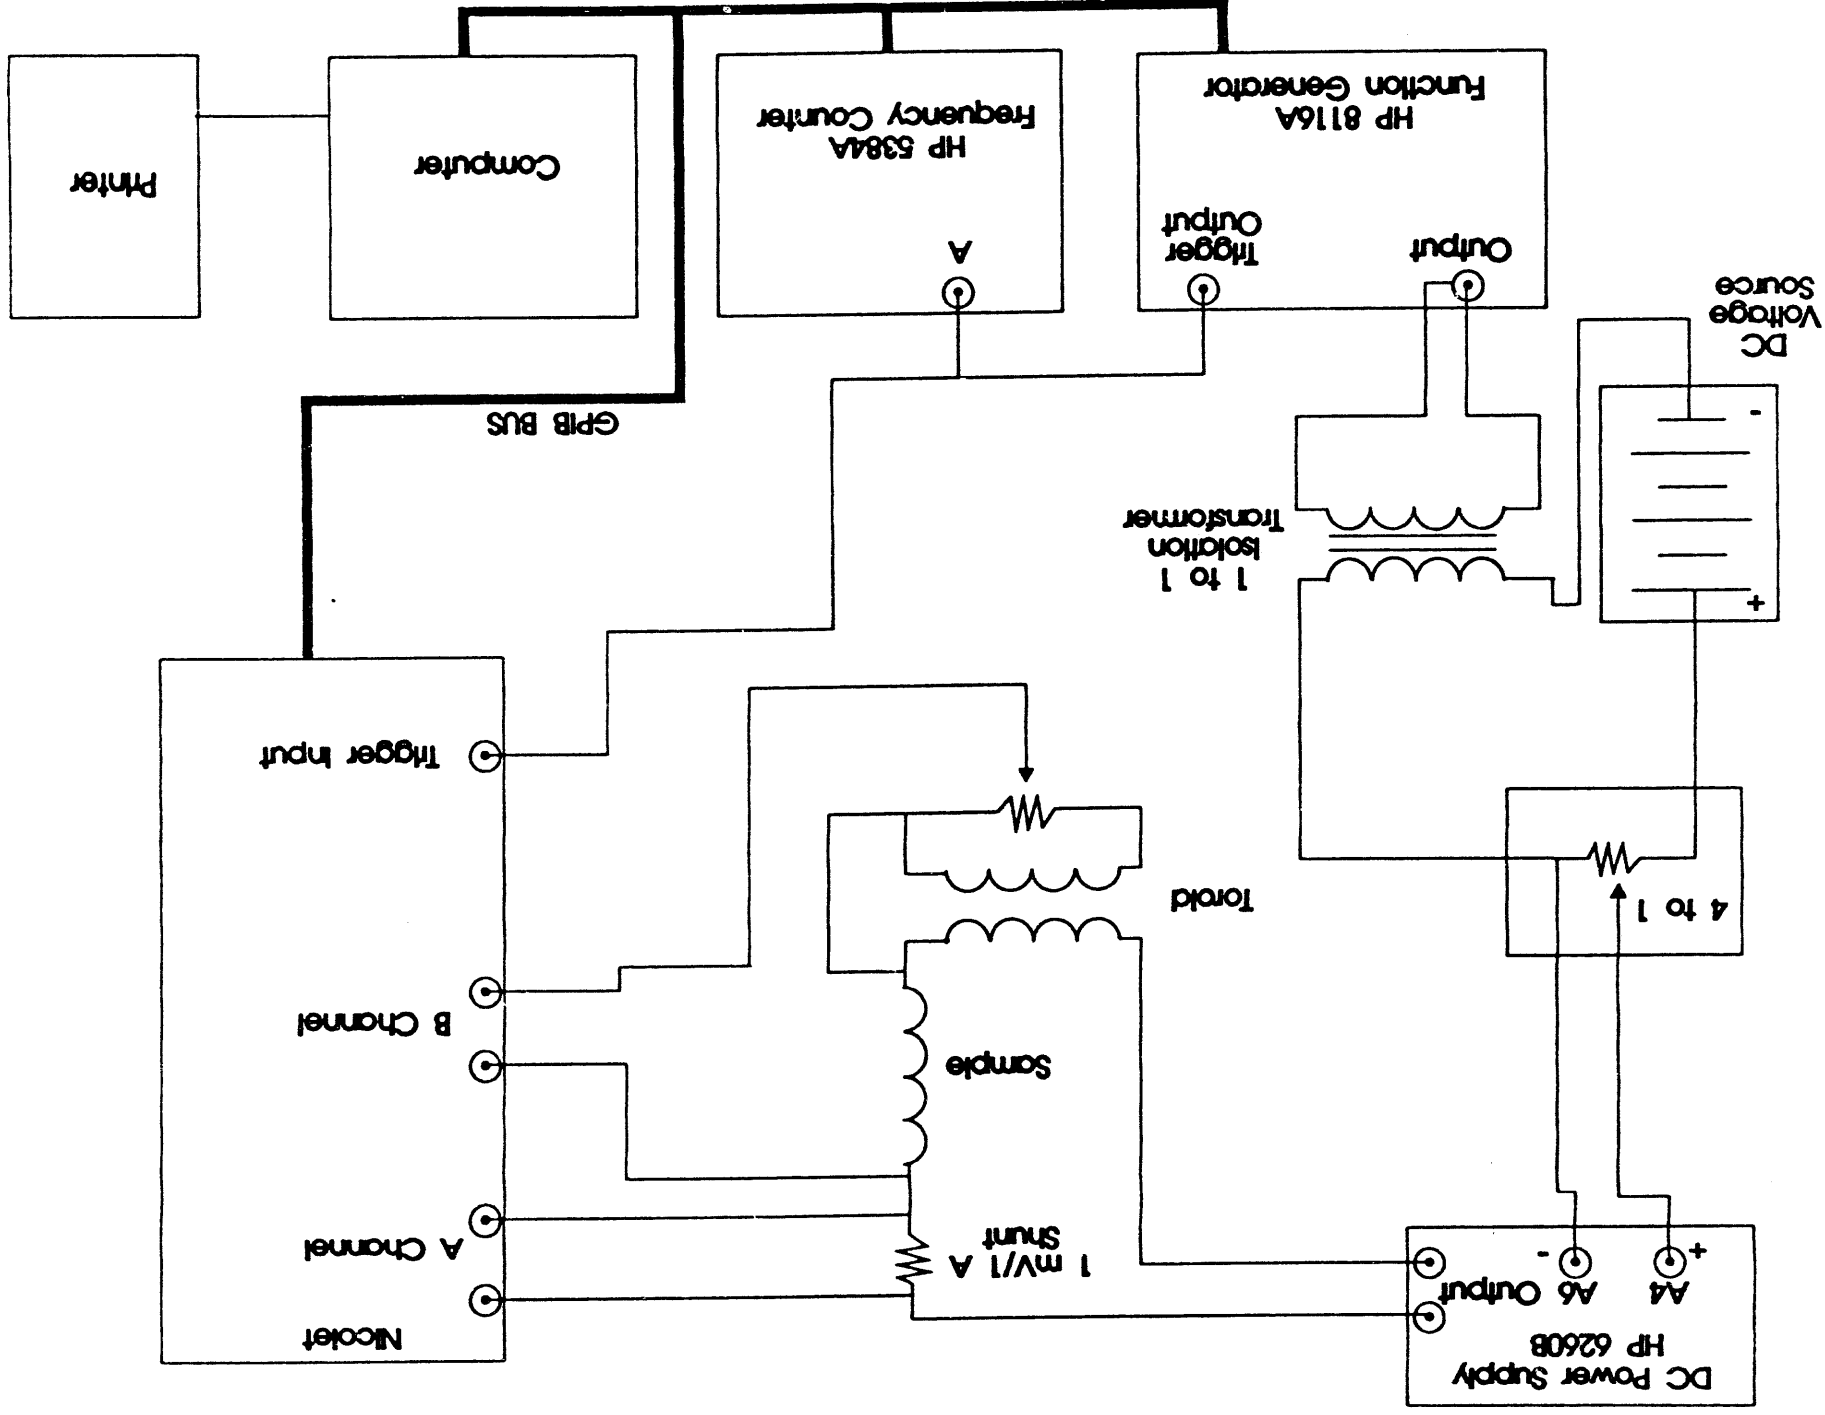 DC Power Supply
HP 6260B
A4
A6
Output
+
-
Nicolet
1 mV/1 A
Shunt
A Channel
Sample
B Channel
4 to 1
Toroid
Trigger Input
+
-
DC
Voltage
Source
1 to 1
Isolation
Transformer
GPIB BUS
Output
Trigger
Output
HP 8116A
Function Generator
A
HP 5384A
Frequency Counter
Computer
Printer